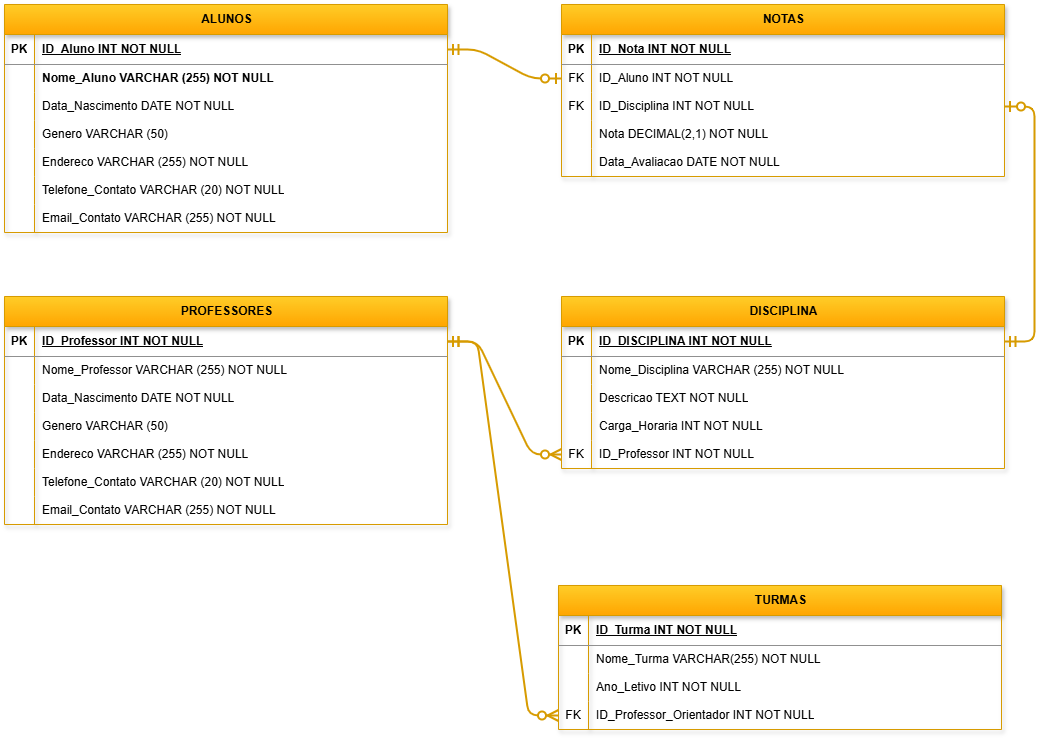 ALUNOS
PK ID_Aluno INT NOT NULL
Nome_Aluno VARCHAR (255) NOT NULL
Data_Nascimento DATE NOT NULL
Genero VARCHAR (50)
Endereco VARCHAR (255) NOT NULL
Telefone_Contato VARCHAR (20) NOT NULL
Email_Contato VARCHAR (255) NOT NULL
NOTAS
PK ID_Nota INT NOT NULL
FK ID_Aluno INT NOT NULL
FK ID_Disciplina INT NOT NULL
Nota DECIMAL(2,1) NOT NULL
Data_Avaliacao DATE NOT NULL
PROFESSORES
PK ID_Professor INT NOT NULL
Nome_Professor VARCHAR (255) NOT NULL
Data_Nascimento DATE NOT NULL
Genero VARCHAR (50)
Endereco VARCHAR (255) NOT NULL
Telefone_Contato VARCHAR (20) NOT NULL
Email_Contato VARCHAR (255) NOT NULL
DISCIPLINA
PK ID_DISCIPLINA INT NOT NULL
Nome_Disciplina VARCHAR (255) NOT NULL
Descricao TEXT NOT NULL
Carga_Horaria INT NOT NULL
FK ID_Professor INT NOT NULL
TURMAS
PK ID_Turma INT NOT NULL
Nome_Turma VARCHAR(255) NOT NULL
Ano_Letivo INT NOT NULL
FK ID_Professor_Orientador INT NOT NULL